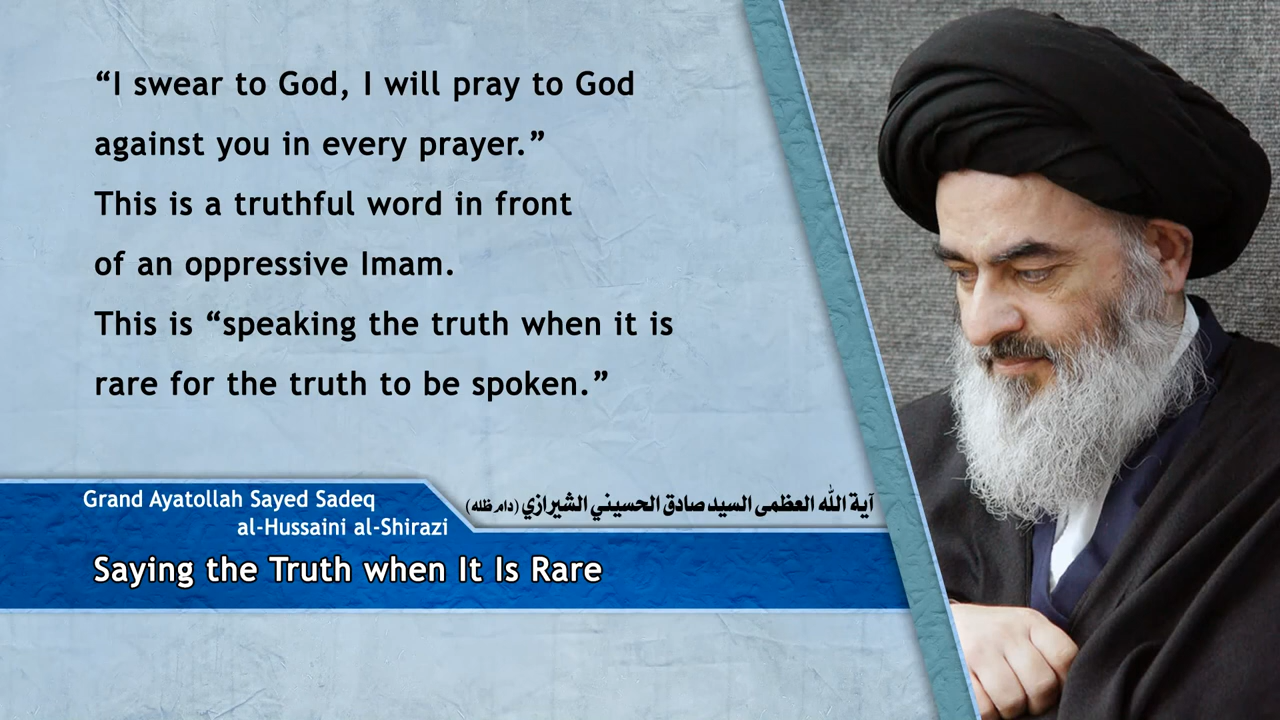 “I swear to God, I will pray to God
against you in every prayer.”
This is a truthful word in front
of an oppressive Imam.
This is “speaking the truth when it is
rare for the truth to be spoken.”
Grand Ayatollah Sayed Sadeq
al-Hussaini al-Shirazi
آية الله العظمى السيد صادق الحسيني الشيرازي (دام ظله)
Saying the Truth when It Is Rare